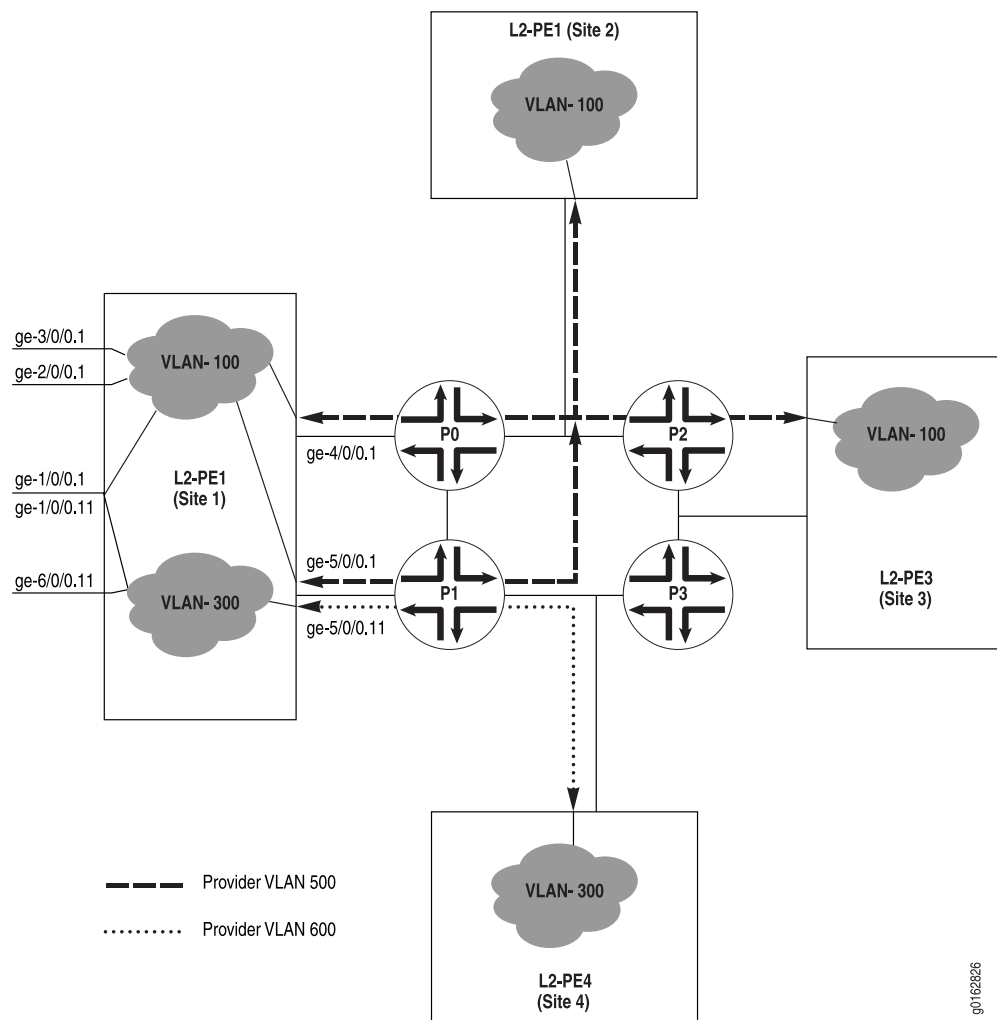 L2-PE1 (Site 2)
VLAN- 100
ge-3/0/0.1
ge-2/0/0.1
VLAN- 100
P0
P2
VLAN- 100
ge-4/0/0.1
ge-1/0/0.1
ge-1/0/0.11
L2-PE1
(Site 1)
ge-5/0/0.1
ge-6/0/0.11
VLAN- 300
P1
P3
L2-PE3
(Site 3)
ge-5/0/0.11
Provider VLAN 500
Provider VLAN 600
VLAN- 300
L2-PE4
(Site 4)
g0162826